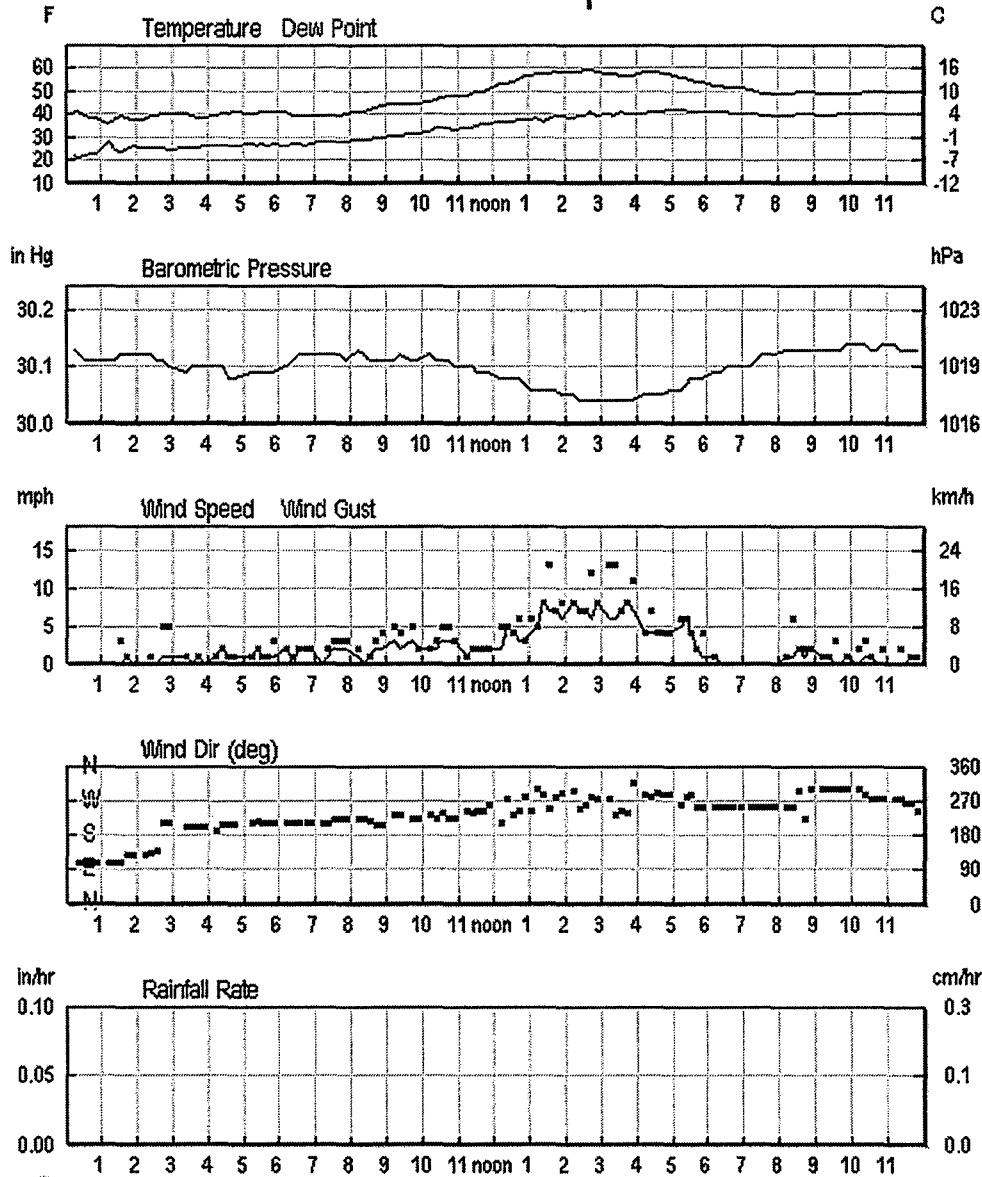 F C
Temperature Dew Point
60 16
50 10
40 4
30 -1
20 -7
10 -12
1 2 3 4 5 6 7 8 9 10 11 noon 1 2 3 4 5 6 7 8 9 10 11
in Hg hPa
Barometric Pressure
30.2 1023
30.1 1019
30.0 1016
1 2 3 4 5 6 7 8 9 10 11 noon 1 2 3 4 5 6 7 8 9 10 11
mph km/h
Wind Speed Wind Gust
15 24
10 16
5 8
0 0
1 2 3 4 5 6 7 8 9 10 11 noon 1 2 3 4 5 6 7 8 9 10 11
Wind Dir (deg)
N 360
W 270
S 180
90
N 0
1 2 3 4 5 6 7 8 9 10 11 noon 1 2 3 4 5 6 7 8 9 10 11
in/hr cm/hr
Rainfall Rate
0.10 0.3
0.05 0.1
0.00 0.0
1 2 3 4 5 6 7 8 9 10 11 noon 1 2 3 4 5 6 7 8 9 10 11